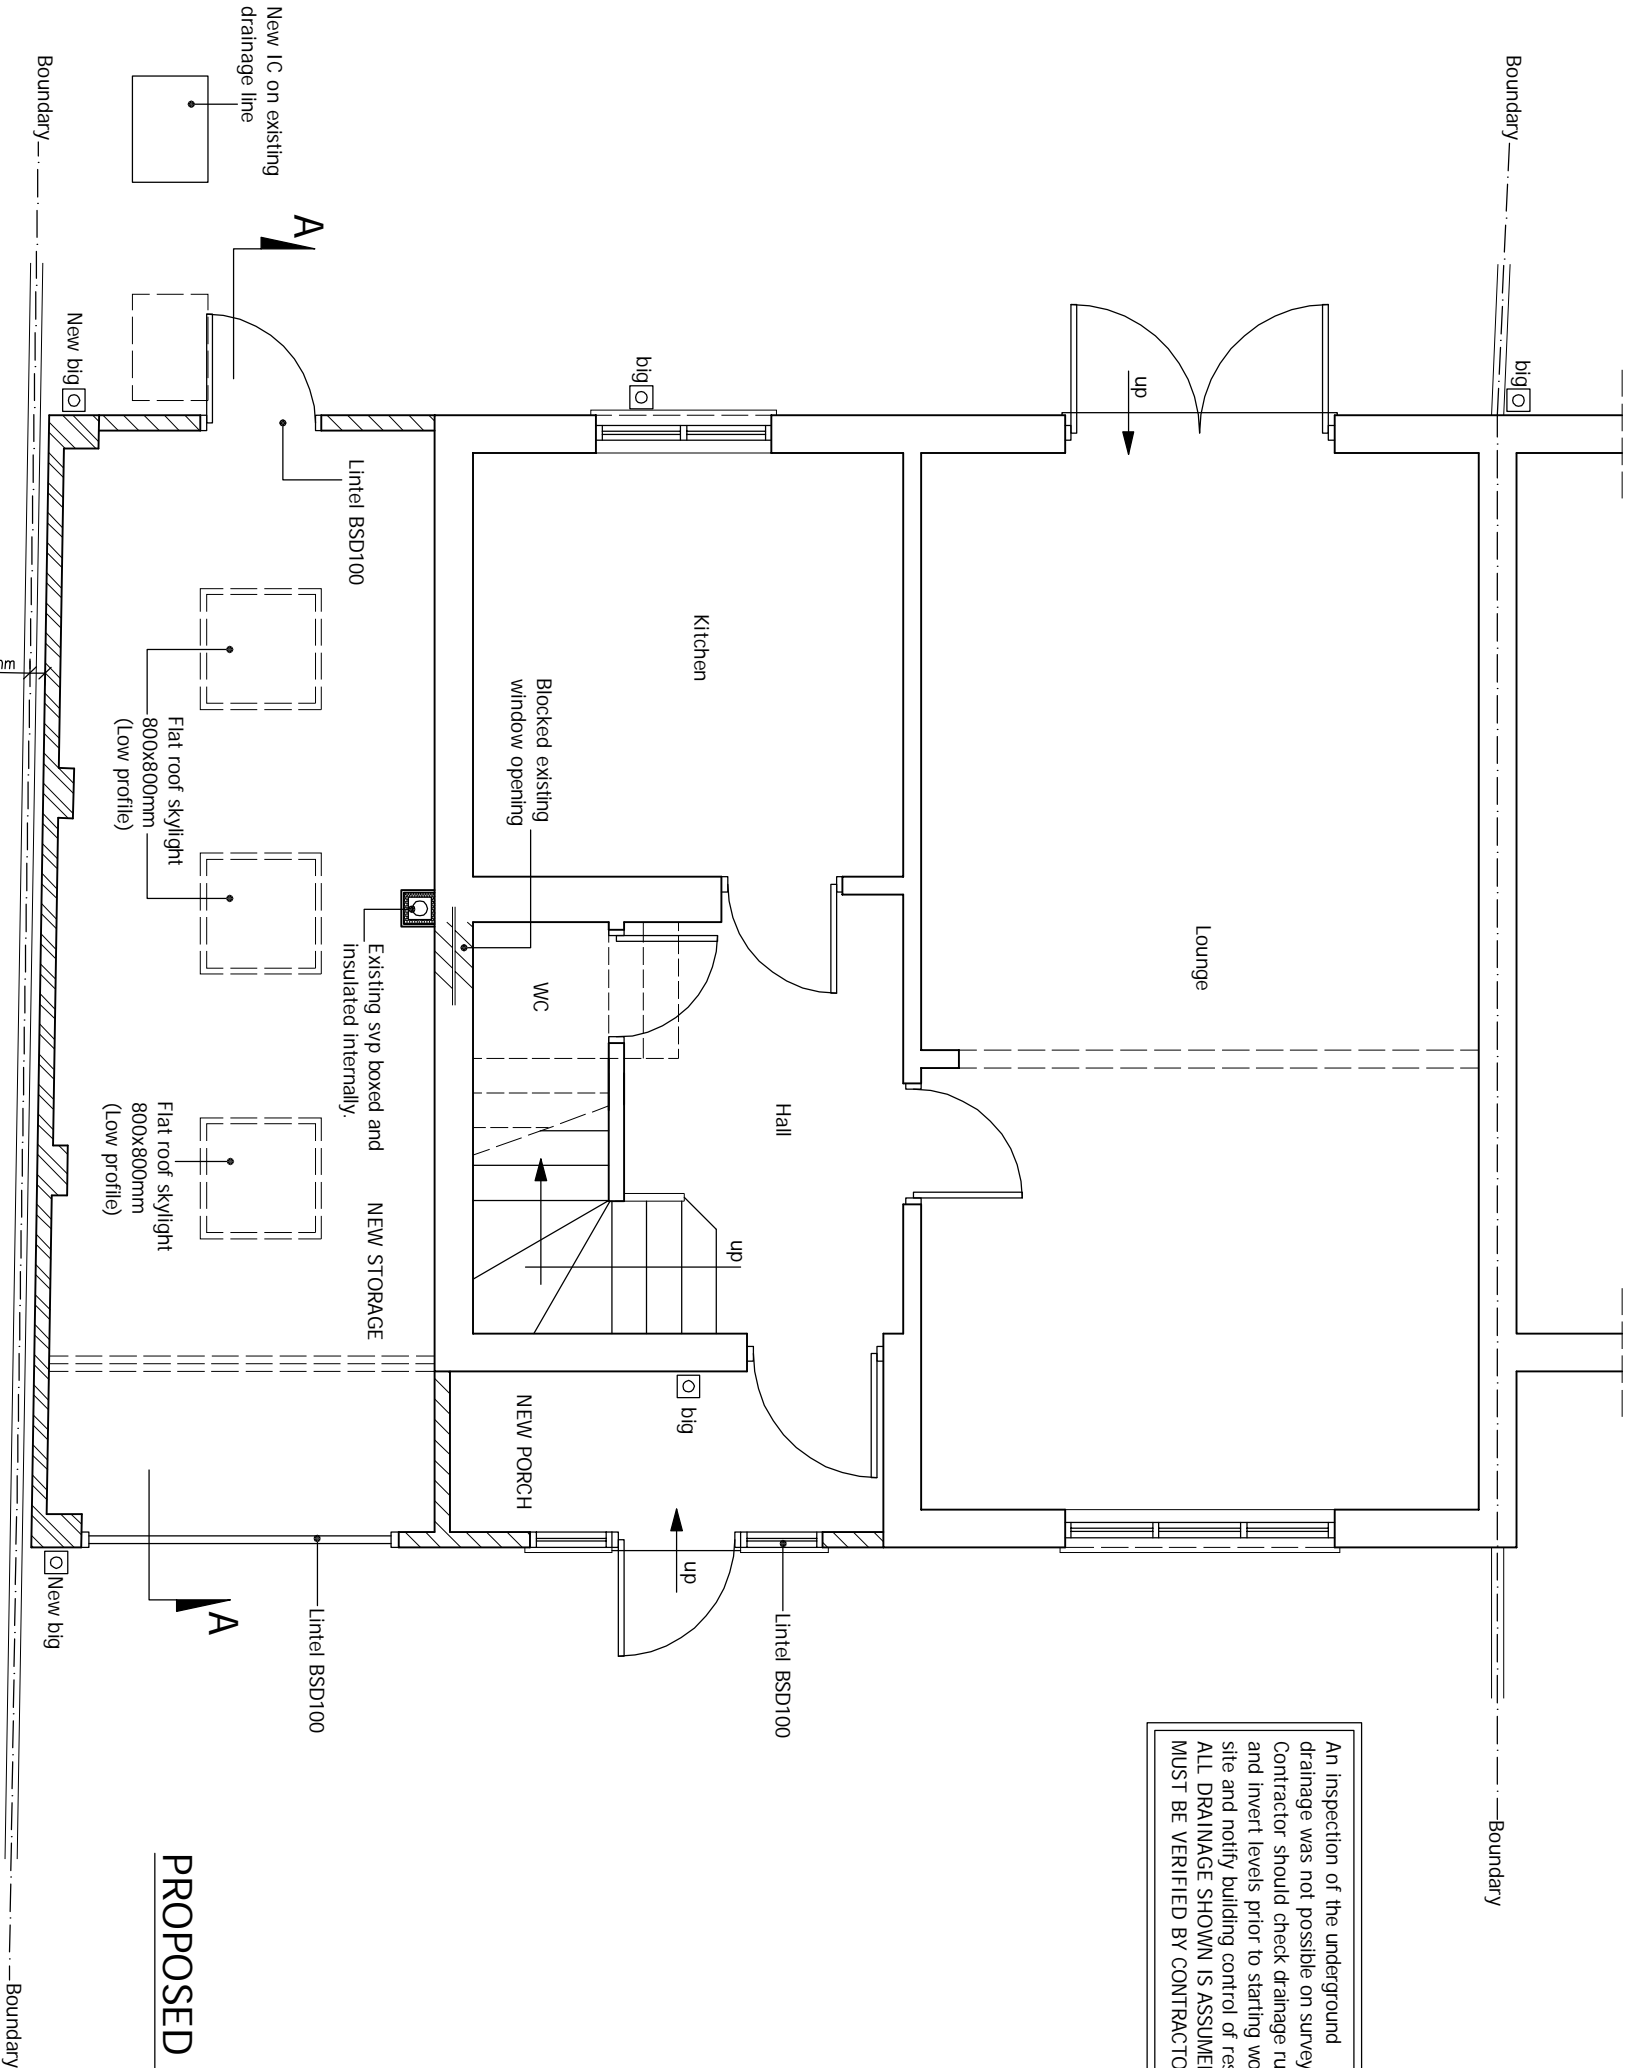 Boundary
big
Boundary
An inspection of the underground
drainage was not possible on survey
Contractor should check drainage ru
and invert levels prior to starting wo
site and notify building control of res
ALL DRAINAGE SHOWN IS ASSUME
MUST BE VERIFIED BY CONTRACTO
Lounge
up
Hall
Lintel BSD100
up
Kitchen
up
big
big
Blocked existing
window opening
WC
NEW PORCH
Existing svp boxed and
insulated internally.
NEW STORAGE
Lintel BSD100
Lintel BSD100
A
New IC on existing
drainage line
A
Flat roof skylight
800x800mm
(Low profile)
Flat roof skylight
800x800mm
(Low profile)
PROPOSED
New big
New big
Boundary
Boundary